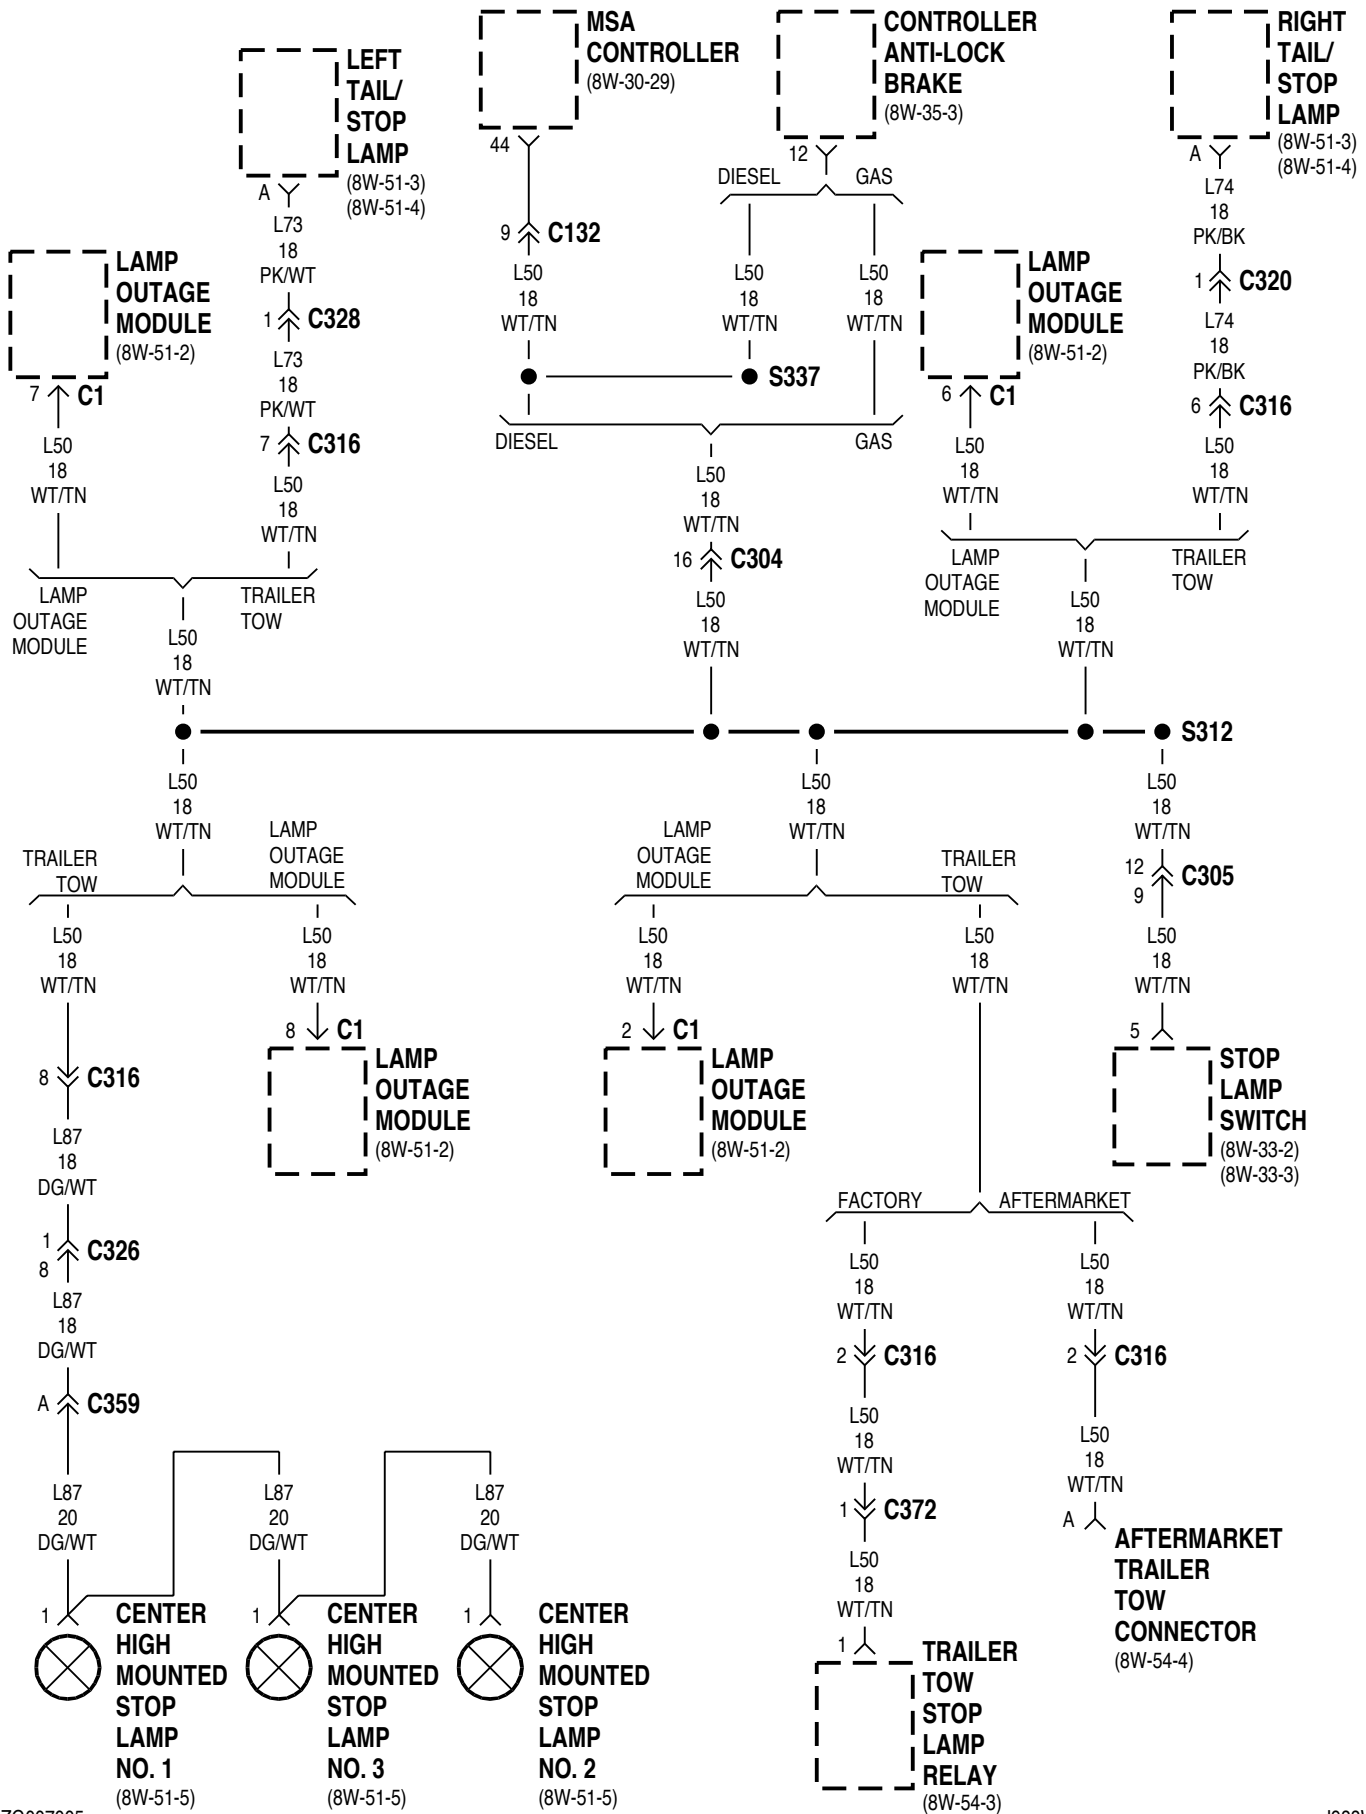 MSA
CONTROLLER
(8W-30-29)
44
CONTROLLER
ANTI-LOCK
BRAKE
(8W-35-3)
12
RIGHT
TAIL/
STOP
LAMP
(8W-51-3)
(8W-51-4)
A
L74
18
PK/BK
1
C320
L74
18
PK/BK
6
C316
L50
18
WT/TN
LEFT
TAIL/
STOP
LAMP
(8W-51-3)
(8W-51-4)
A
L73
18
PK/WT
1
C328
L73
18
PK/WT
7
C316
L50
18
WT/TN
LAMP
OUTAGE
MODULE
(8W-51-2)
7
C1
L50
18
WT/TN
9
C132
L50
18
WT/TN
DIESEL
GAS
L50
18
WT/TN
L50
18
WT/TN
S337
DIESEL
GAS
L50
18
WT/TN
16
C304
L50
18
WT/TN
LAMP
OUTAGE
MODULE
(8W-51-2)
6
C1
L50
18
WT/TN
LAMP
OUTAGE
MODULE
TRAILER
TOW
L50
18
WT/TN
LAMP
OUTAGE
MODULE
TRAILER
TOW
L50
18
WT/TN
S312
L50
18
WT/TN
TRAILER
TOW
LAMP
OUTAGE
MODULE
L50
18
WT/TN
LAMP
OUTAGE
MODULE
TRAILER
TOW
L50
18
WT/TN
12
9
C305
L50
18
WT/TN
5
STOP
LAMP
SWITCH
(8W-33-2)
(8W-33-3)
L50
18
WT/TN
8
C316
L87
18
DG/WT
1
8
C326
L87
18
DG/WT
A
C359
L50
18
WT/TN
8
C1
LAMP
OUTAGE
MODULE
(8W-51-2)
L50
18
WT/TN
2
C1
LAMP
OUTAGE
MODULE
(8W-51-2)
L50
18
WT/TN
FACTORY
AFTERMARKET
L50
18
WT/TN
2
C316
L50
18
WT/TN
1
C372
L50
18
WT/TN
1
TRAILER
TOW
STOP
LAMP
RELAY
(8W-54-3)
L50
18
WT/TN
2
C316
L50
18
WT/TN
A
AFTERMARKET
TRAILER
TOW
CONNECTOR
(8W-54-4)
L87
20
DG/WT
1
CENTER
HIGH
MOUNTED
STOP
LAMP
NO. 1
(8W-51-5)
L87
20
DG/WT
1
CENTER
HIGH
MOUNTED
STOP
LAMP
NO. 3
(8W-51-5)
L87
20
DG/WT
1
CENTER
HIGH
MOUNTED
STOP
LAMP
NO. 2
(8W-51-5)